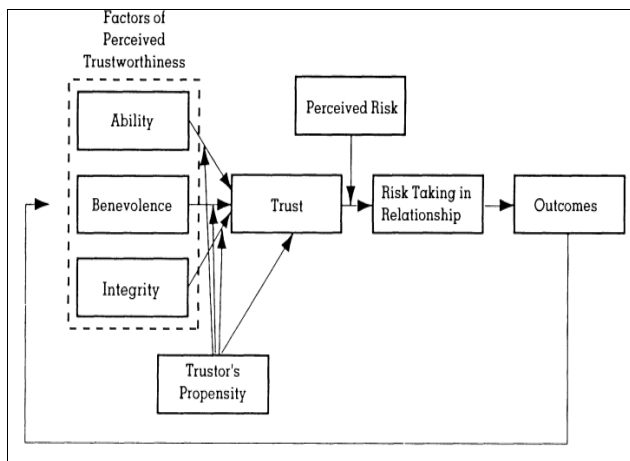 Factors of
Perceived
Trustworthiness
Ability
Benevolence
Integrity
Trustor's
Propensity
Trust
Perceived Risk
Risk Taking in
Relationship
Outcomes